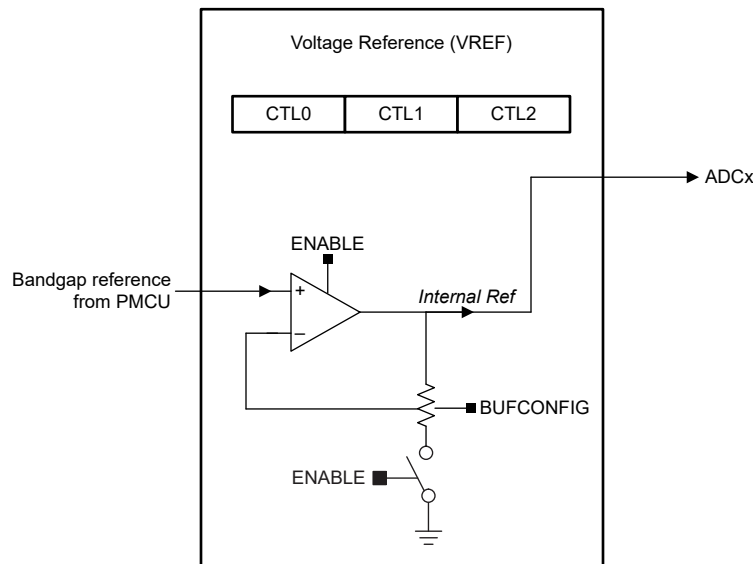 Voltage Reference (VREF)
CTL0 CTL1 CTL2
ADCx
ENABLE
Bandgap reference
from PMCU
+
Internal Ref
–
BUFCONFIG
ENABLE